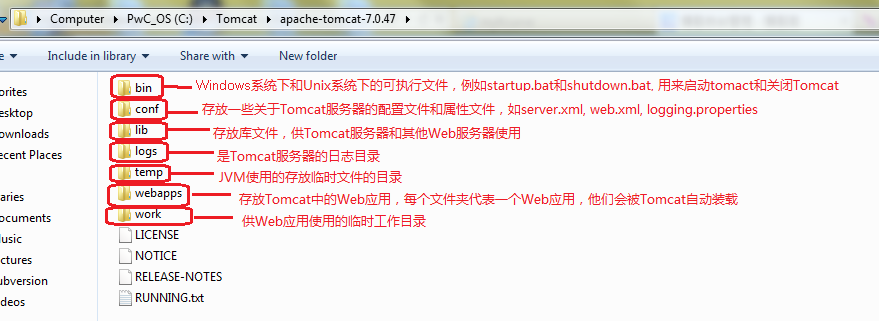 Computer ▸ PwC_OS (C:) ▸ Tomcat ▸ apache-tomcat-7.0.47 ▸
Include in library Share with New folder
bin Windows系统下和Unix系统下的可执行文件，例如startup.bat和shutdown.bat, 用来启动tomact和关闭Tomcat
conf 存放一些关于Tomcat服务器的配置文件和属性文件，如server.xml, web.xml, logging.properties
lib 存放库文件，供Tomcat服务器和其他Web服务器使用
logs 是Tomcat服务器的日志目录
temp JVM使用的存放临时文件的目录
webapps 存放Tomcat中的Web应用，每个文件夹代表一个Web应用，他们会被Tomcat自动装载
work 供Web应用使用的临时工作目录
LICENSE
NOTICE
RELEASE-NOTES
RUNNING.txt
e
vorites
esktop
ownloads
ecent Places
aries
ocuments
usic
ctures
ubversion
deos